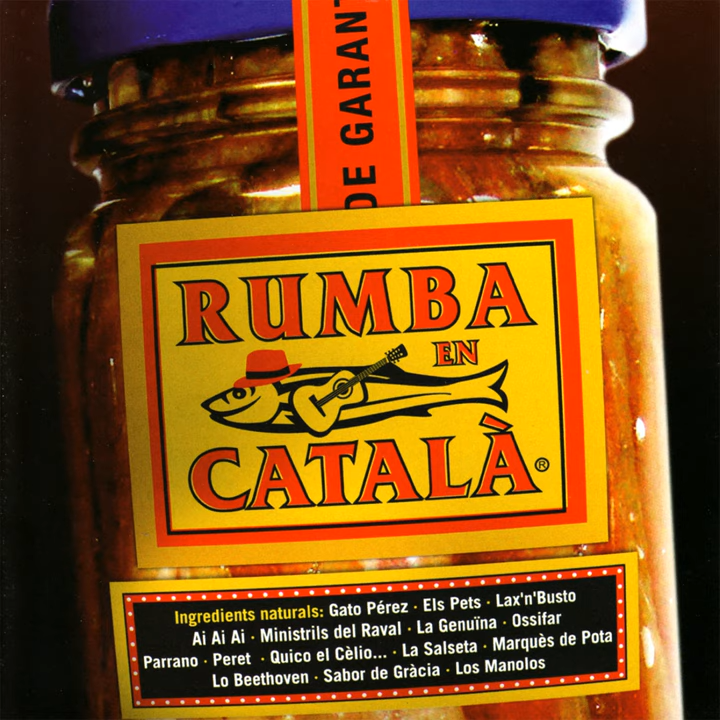 DE GARANT
RUMBA
EN
CATALÀ®
Ingredients naturals: Gato Pérez · Els Pets · Lax'n'Busto
Ai Ai Ai · Ministrils del Raval · La Genuïna · Ossifar
Parrano · Peret · Quico el Cèlio... · La Salseta · Marquès de Pota
Lo Beethoven · Sabor de Gràcia · Los Manolos